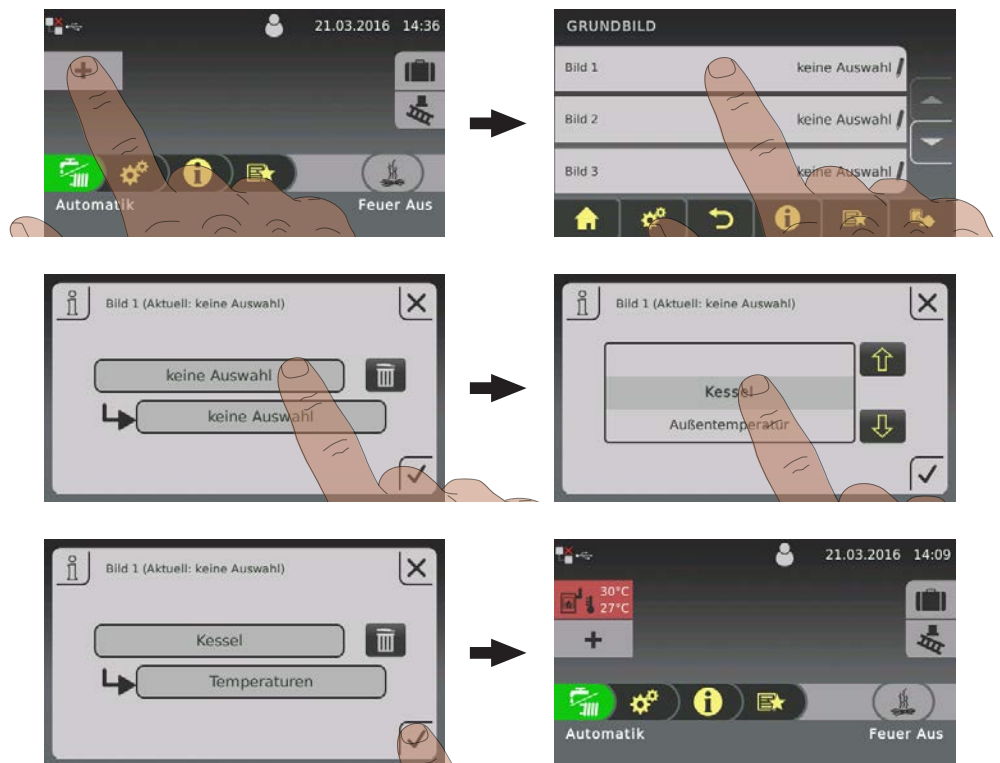 21.03.2016 14:36
+
Automatik
Feuer Aus
GRUNDBILD
Bild 1 keine Auswahl
Bild 2 keine Auswahl
Bild 3 keine Auswahl
Bild 1 (Aktuell: keine Auswahl)
keine Auswahl
keine Auswahl
Bild 1 (Aktuell: keine Auswahl)
Kessel
Außentemperatur
Bild 1 (Aktuell: keine Auswahl)
Kessel
Temperaturen
21.03.2016 14:09
30°C
27°C
+
Automatik
Feuer Aus